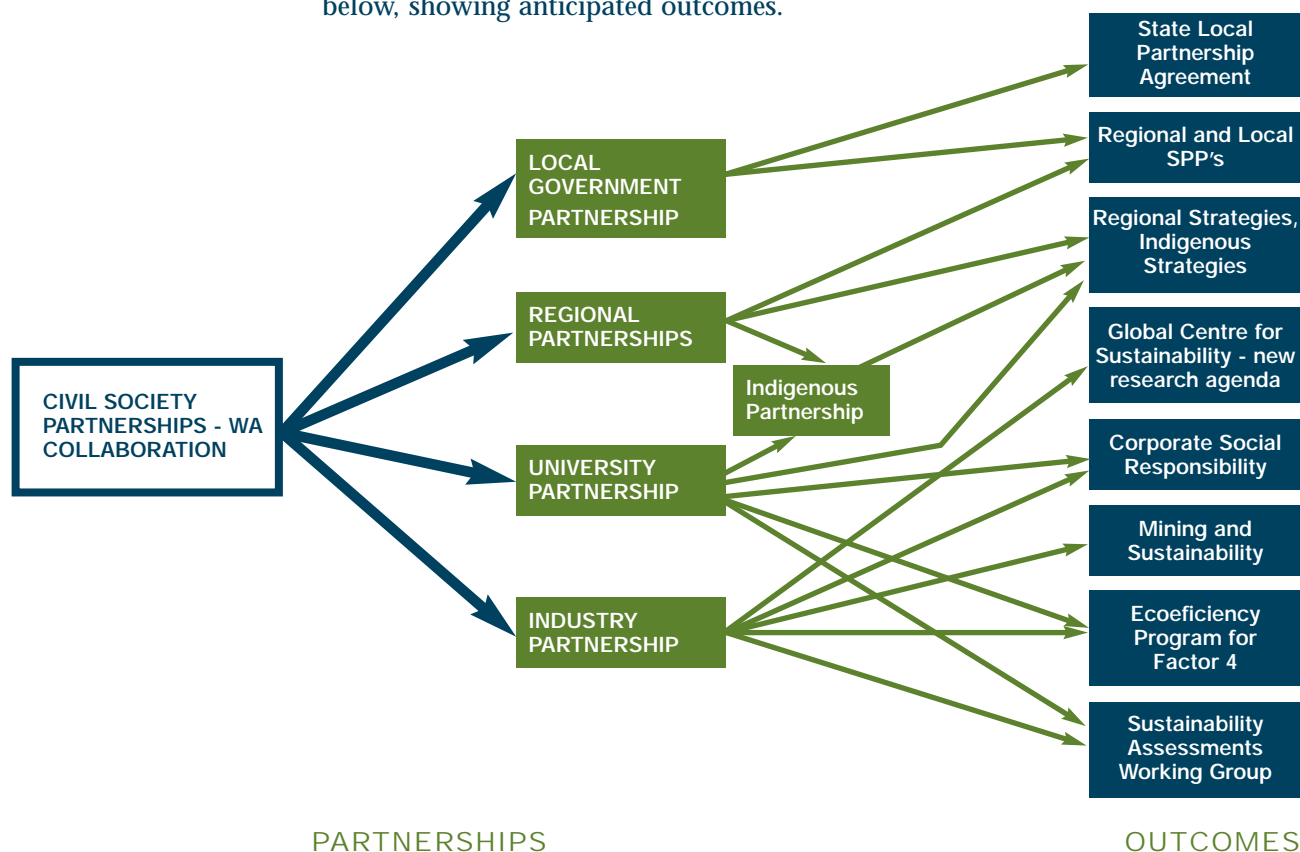 below, showing anticipated outcomes.
CIVIL SOCIETY
PARTNERSHIPS - WA
COLLABORATION
LOCAL
GOVERNMENT
PARTNERSHIP
REGIONAL
PARTNERSHIPS
Indigenous
Partnership
UNIVERSITY
PARTNERSHIP
INDUSTRY
PARTNERSHIP
State Local
Partnership
Agreement
Regional and Local
SPP's
Regional Strategies,
Indigenous
Strategies
Global Centre for
Sustainability - new
research agenda
Corporate Social
Responsibility
Mining and
Sustainability
Ecoeficiency
Program for
Factor 4
Sustainability
Assessments
Working Group
PARTNERSHIPS
OUTCOMES